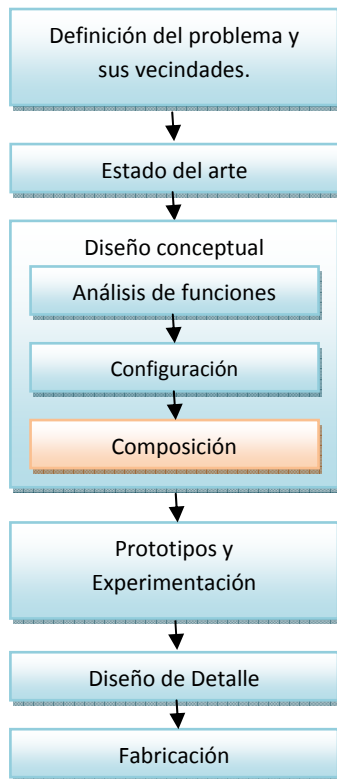 Definición del problema y
sus vecindades.
Estado del arte
Diseño conceptual
Análisis de funciones
Configuración
Composición
Prototipos y
Experimentación
Diseño de Detalle
Fabricación